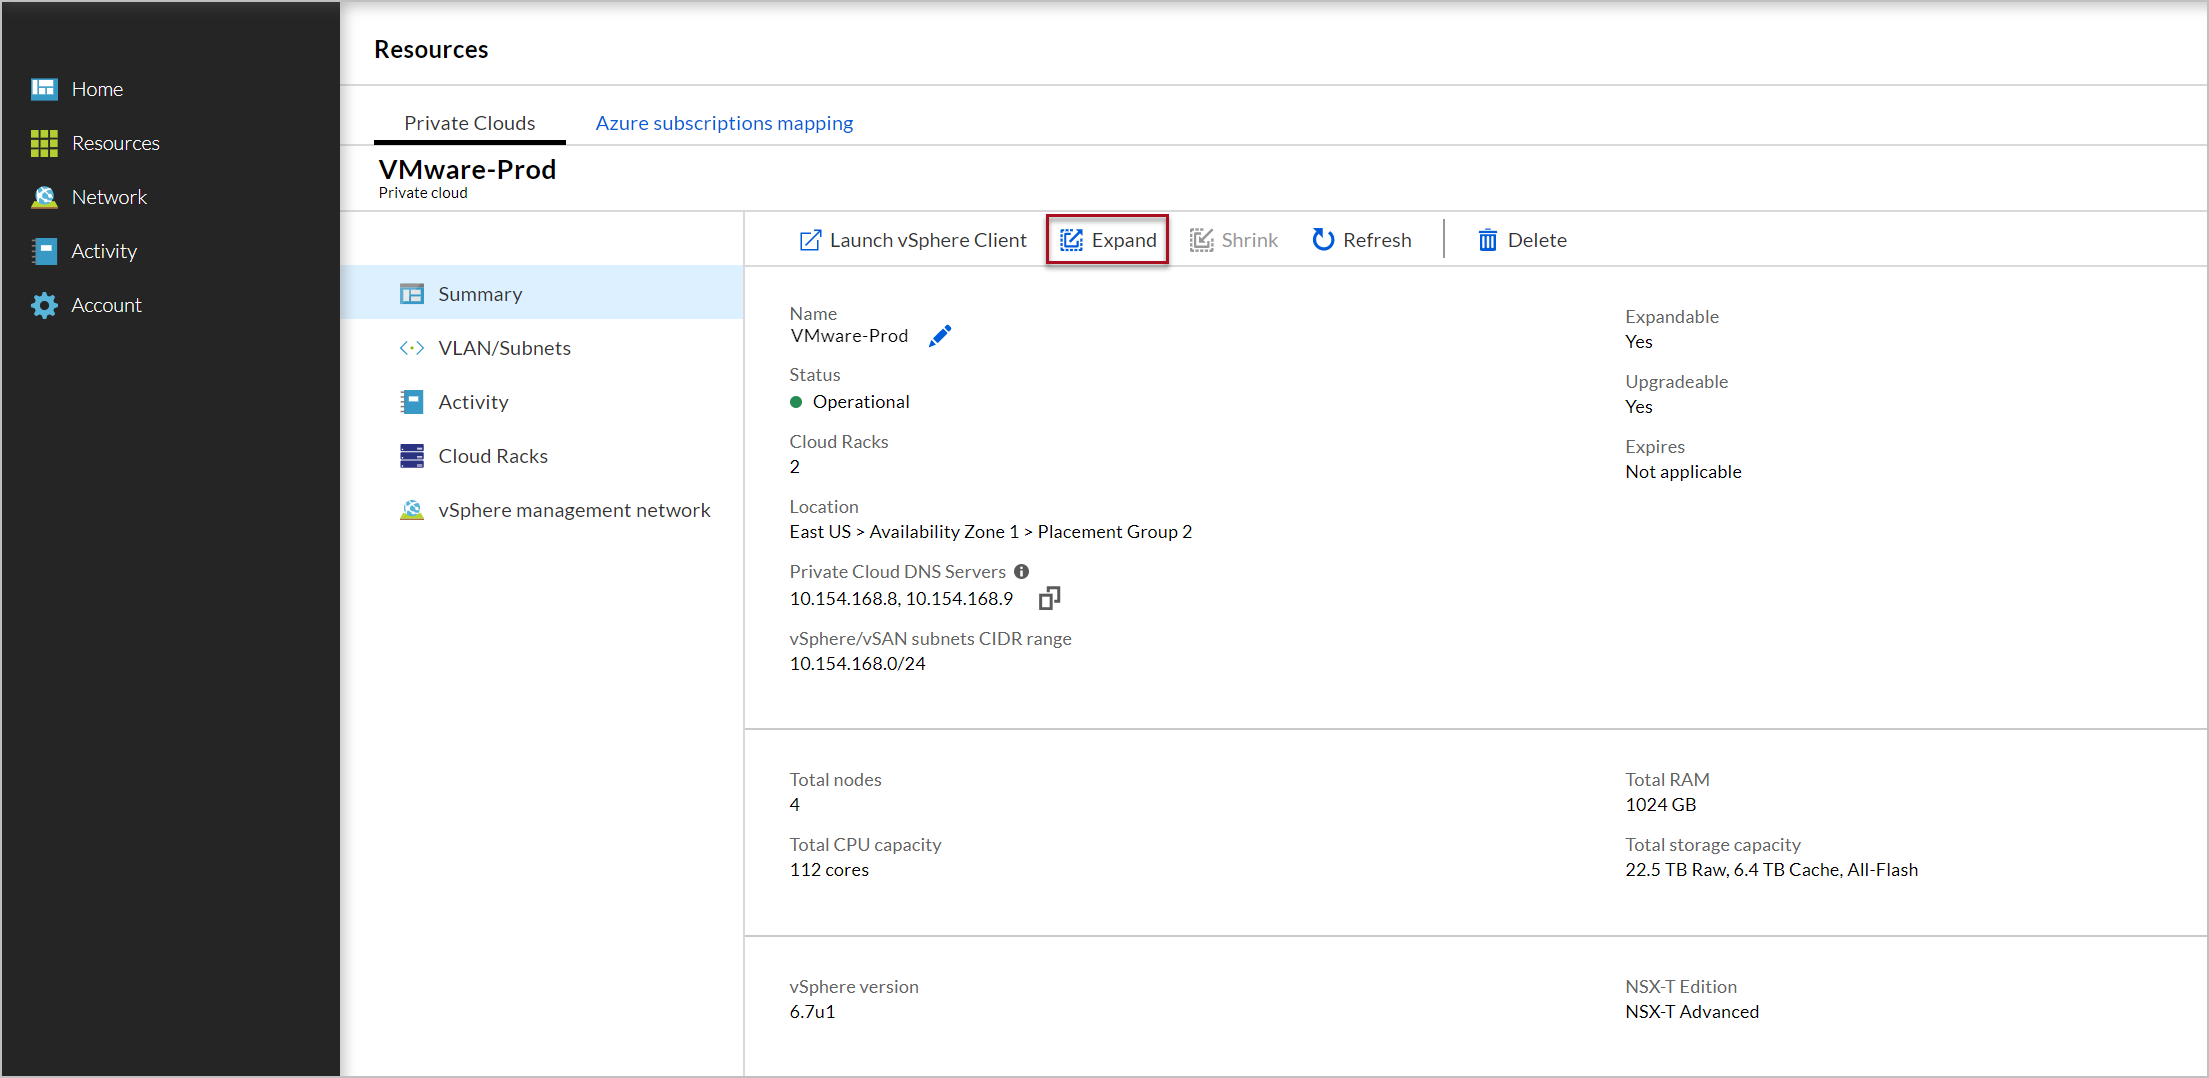 Resources
Home
Resources
Network
Activity
Account
Private Clouds
Azure subscriptions mapping
VMware-Prod
Private cloud
Summary
VLAN/Subnets
Activity
Cloud Racks
vSphere management network
Launch vSphere Client
Expand
Shrink
Refresh
Delete
Name
VMware-Prod
Status
Operational
Cloud Racks
2
Location
East US > Availability Zone 1 > Placement Group 2
Private Cloud DNS Servers
10.154.168.8, 10.154.168.9
vSphere/vSAN subnets CIDR range
10.154.168.0/24
Expandable
Yes
Upgradeable
Yes
Expires
Not applicable
Total nodes
4
Total CPU capacity
112 cores
Total RAM
1024 GB
Total storage capacity
22.5 TB Raw, 6.4 TB Cache, All-Flash
vSphere version
6.7u1
NSX-T Edition
NSX-T Advanced